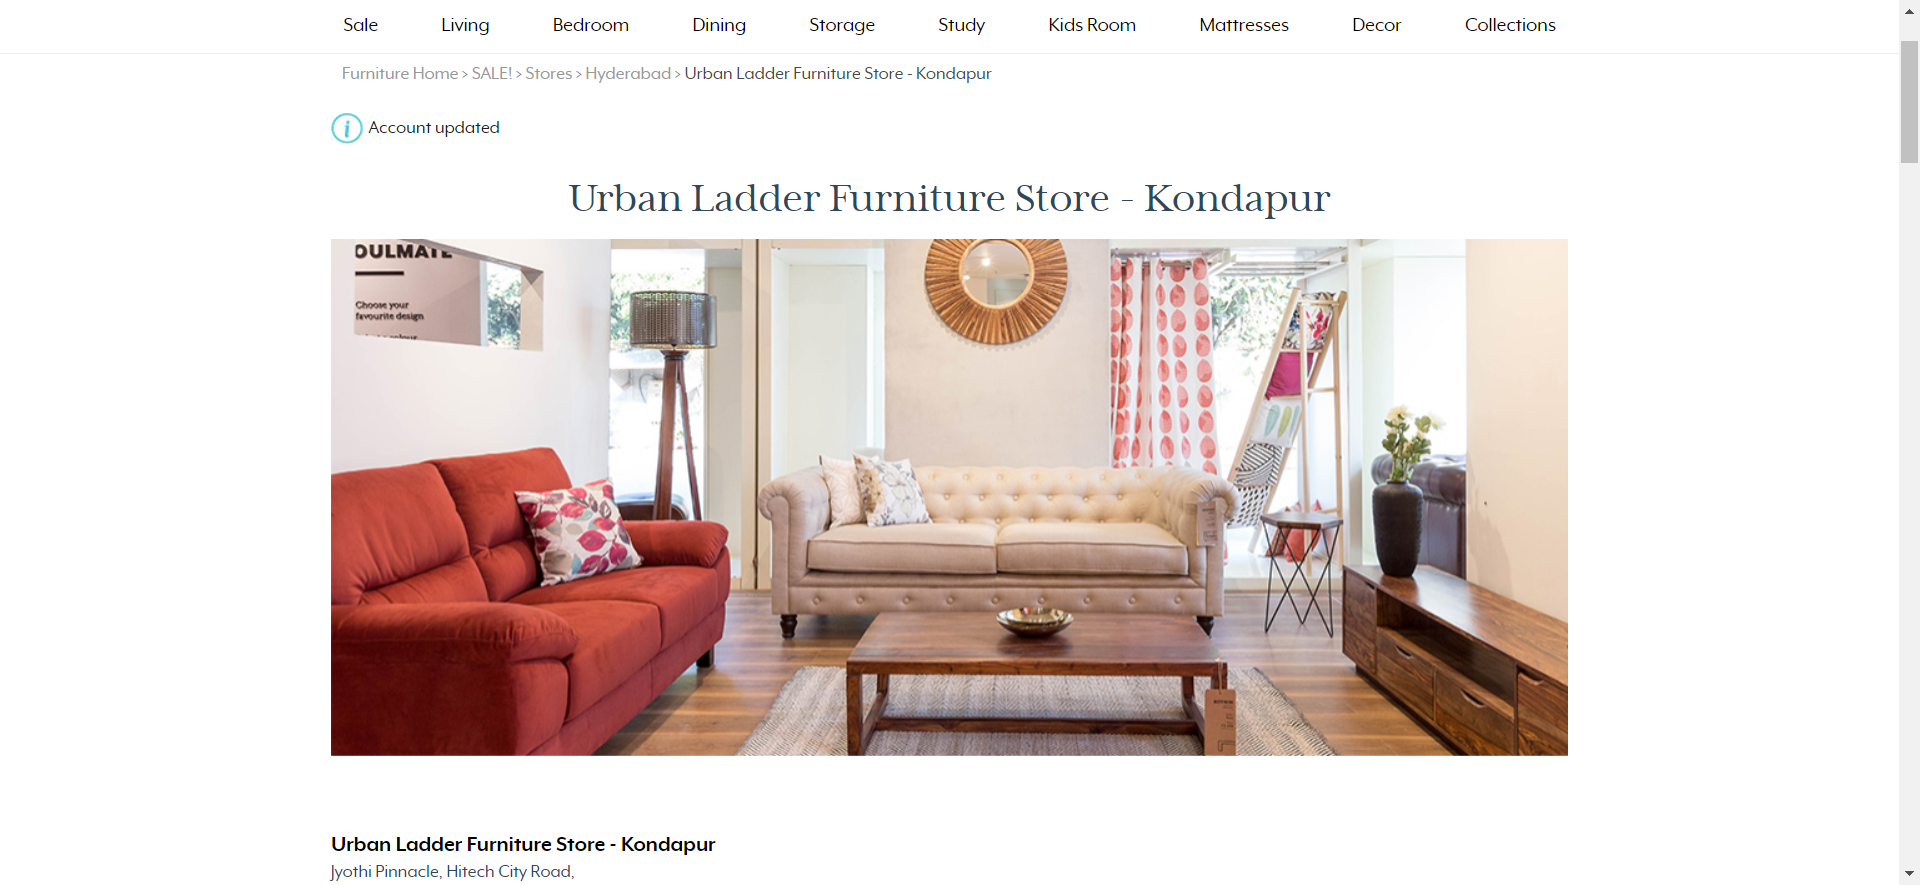 Sale Living Bedroom Dining Storage Study Kids Room Mattresses Decor Collections
Furniture Home > SALE! > Stores > Hyderabad > Urban Ladder Furniture Store - Kondapur
i Account updated
Urban Ladder Furniture Store - Kondapur
OULMATE
Choose your
favourite design
colour
Urban Ladder Furniture Store - Kondapur
Jyothi Pinnacle, Hitech City Road,